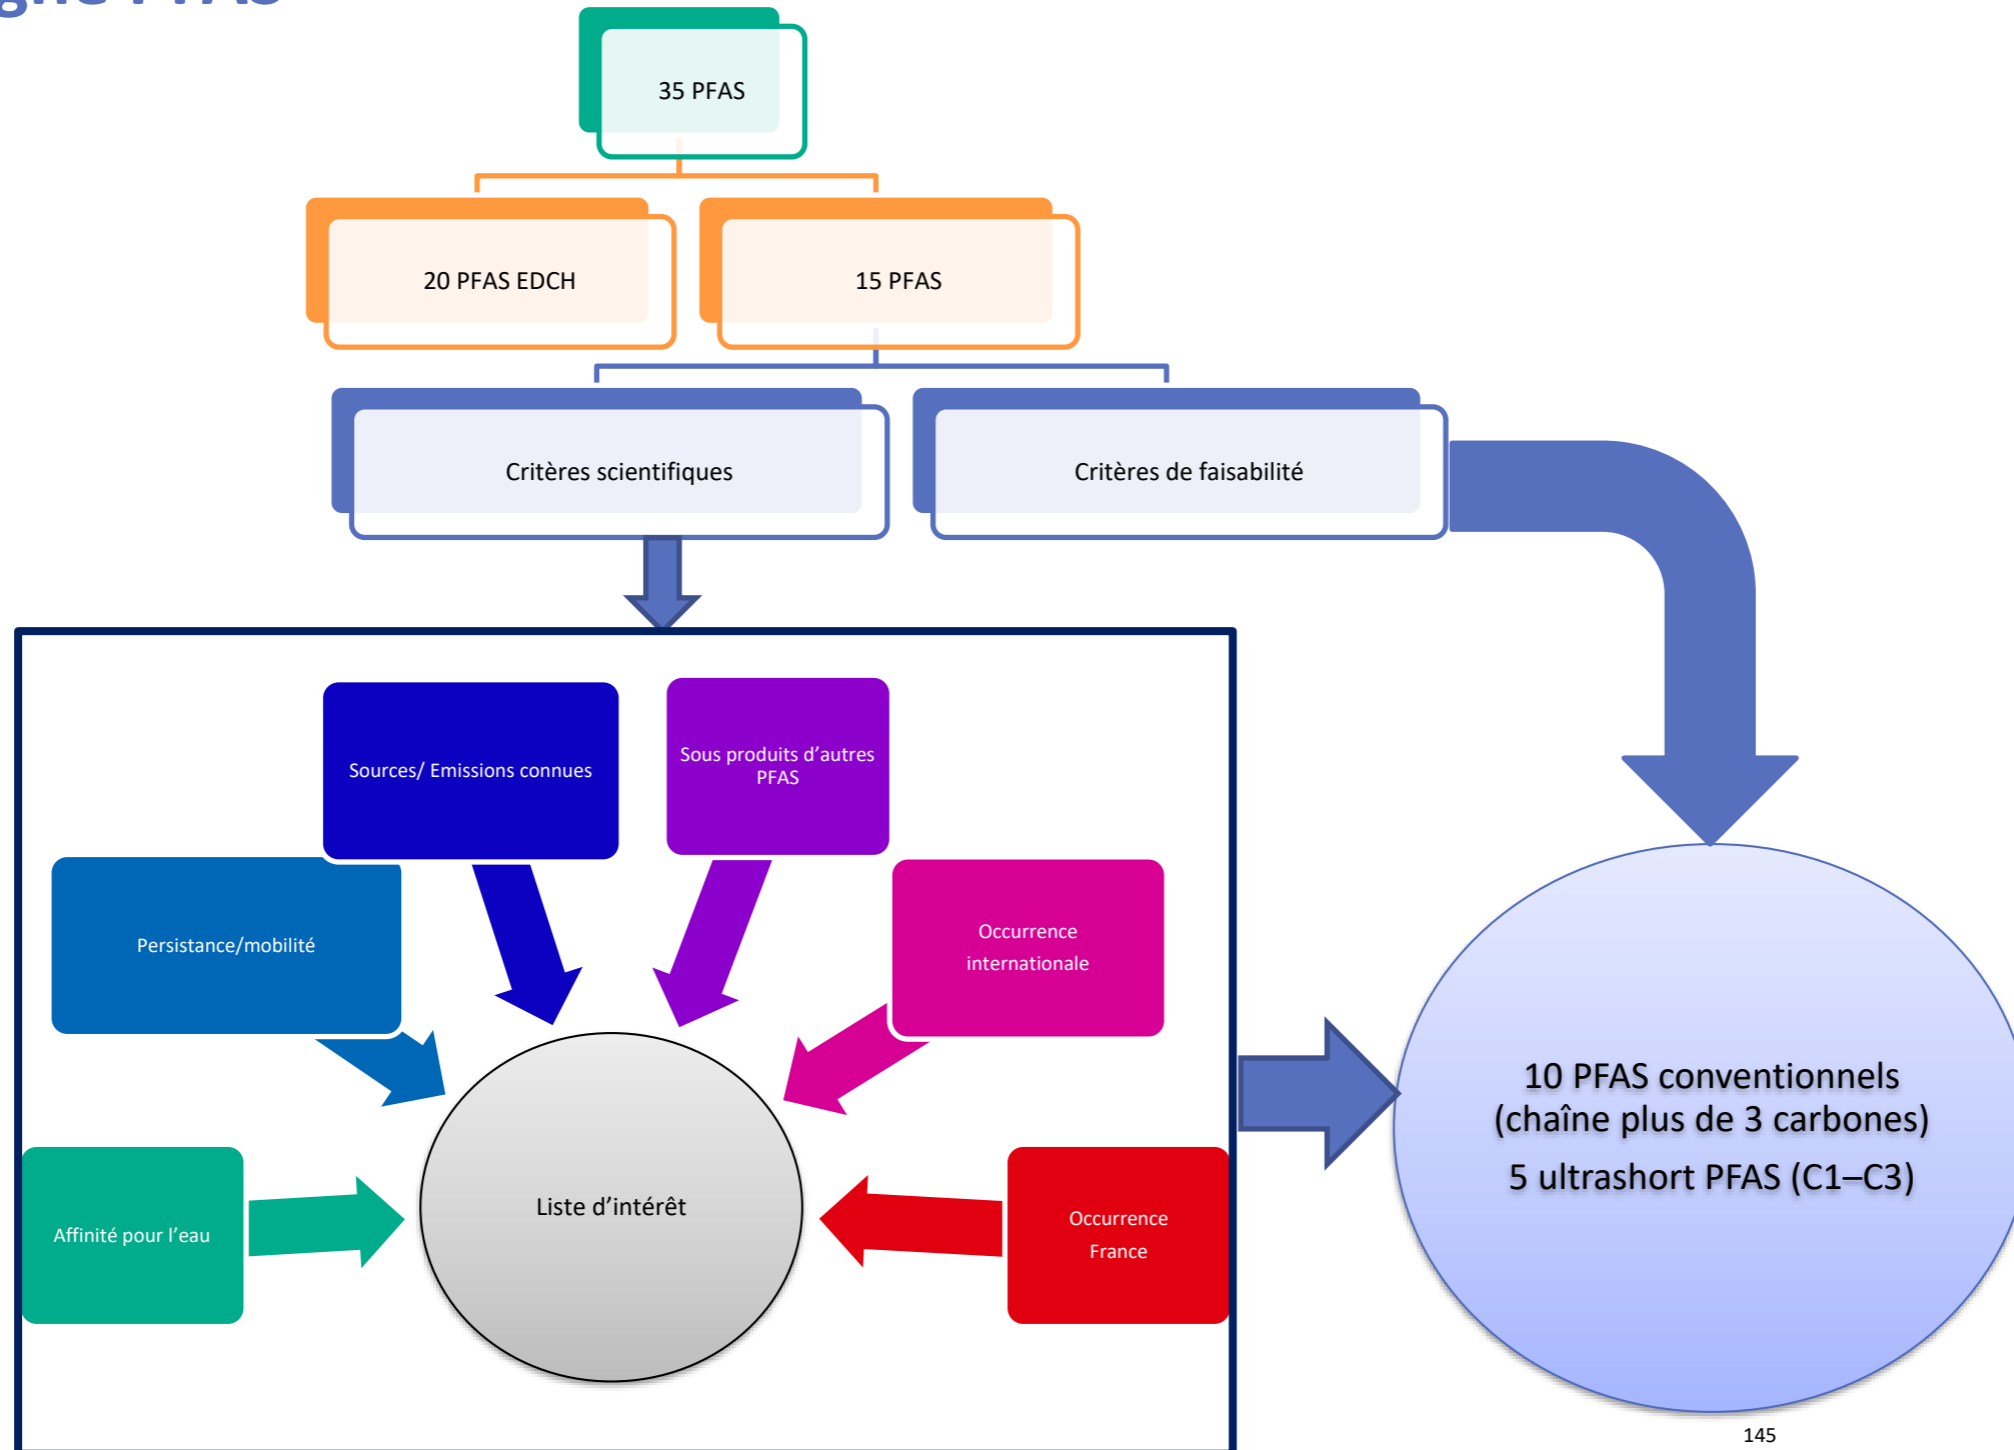 PFAS
35 PFAS
20 PFAS EDCH
15 PFAS
Critères scientifiques
Critères de faisabilité
Sources/ Emissions connues
Sous produits d’autres
PFAS
Persistance/mobilité
Occurrence
internationale
Affinité pour l’eau
Liste d’intérêt
Occurrence
France
10 PFAS conventionnels
(chaîne plus de 3 carbones)
5 ultrashort PFAS (C1–C3)
145